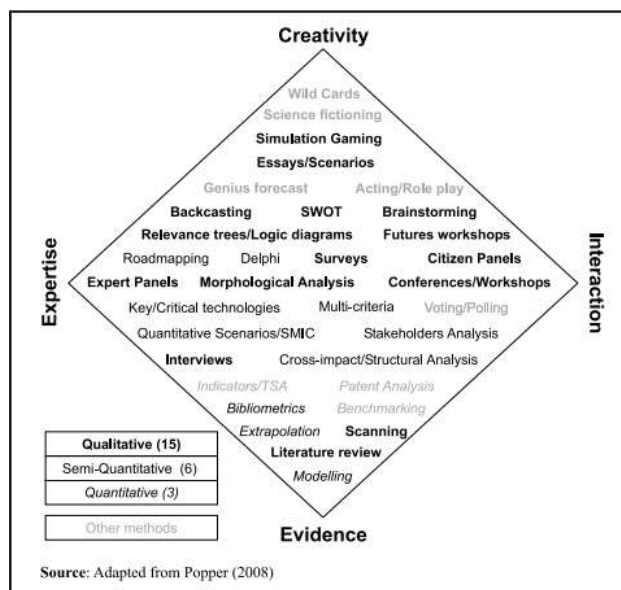 Creativity
Wild Cards
Science fictioning
Simulation Gaming
Essays/Scenarios
Genius forecast Acting/Role play
Backcasting SWOT Brainstorming
Relevance trees/Logic diagrams Futures workshops
Roadmapping Delphi Surveys Citizen Panels
Expertise
Interaction
Expert Panels Morphological Analysis Conferences/Workshops
Key/Critical technologies Multi-criteria Voting/Polling
Quantitative Scenarios/SMIC Stakeholders Analysis
Interviews Cross-impact/Structural Analysis
Indicators/TSA Patent Analysis
Bibliometrics Benchmarking
Extrapolation Scanning
Literature review
Modelling
Qualitative (15)
Semi-Quantitative (6)
Quantitative (3)
Other methods
Evidence
Source: Adapted from Popper (2008)